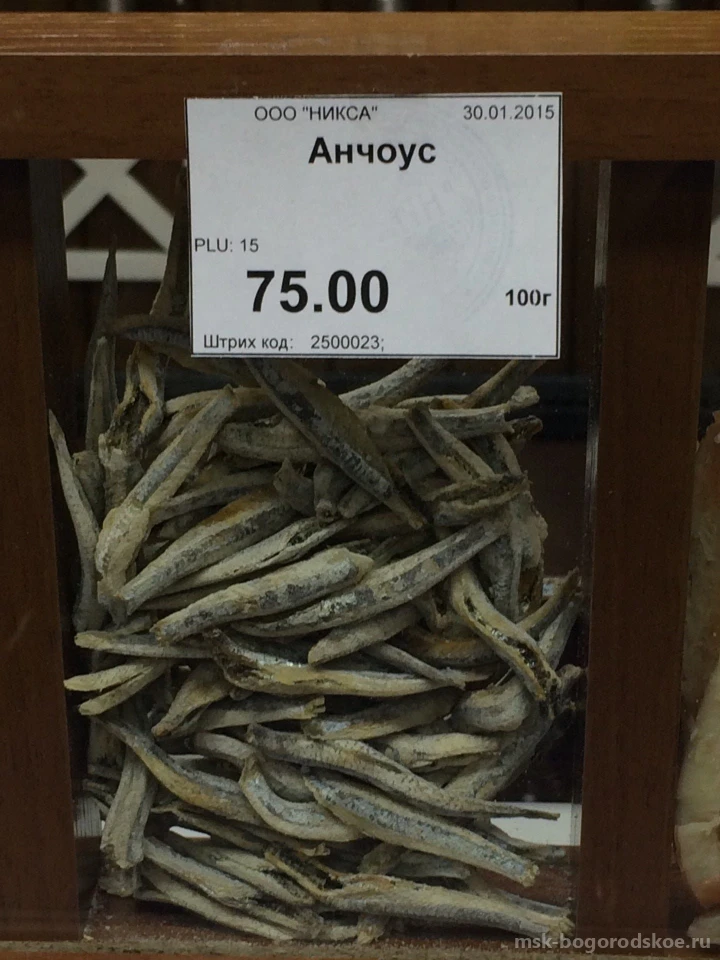 ООО "НИКСА" 30.01.2015
Анчоус
PLU: 15
75.00 100г
Штрих код: 2500023;
msk-bogorodskoe.ru